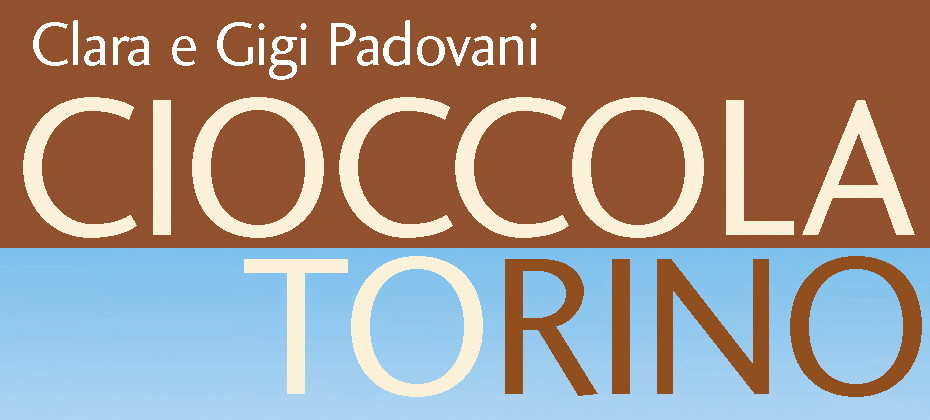 Clara e Gigi Padovani
CIOCCOLA
TORINO